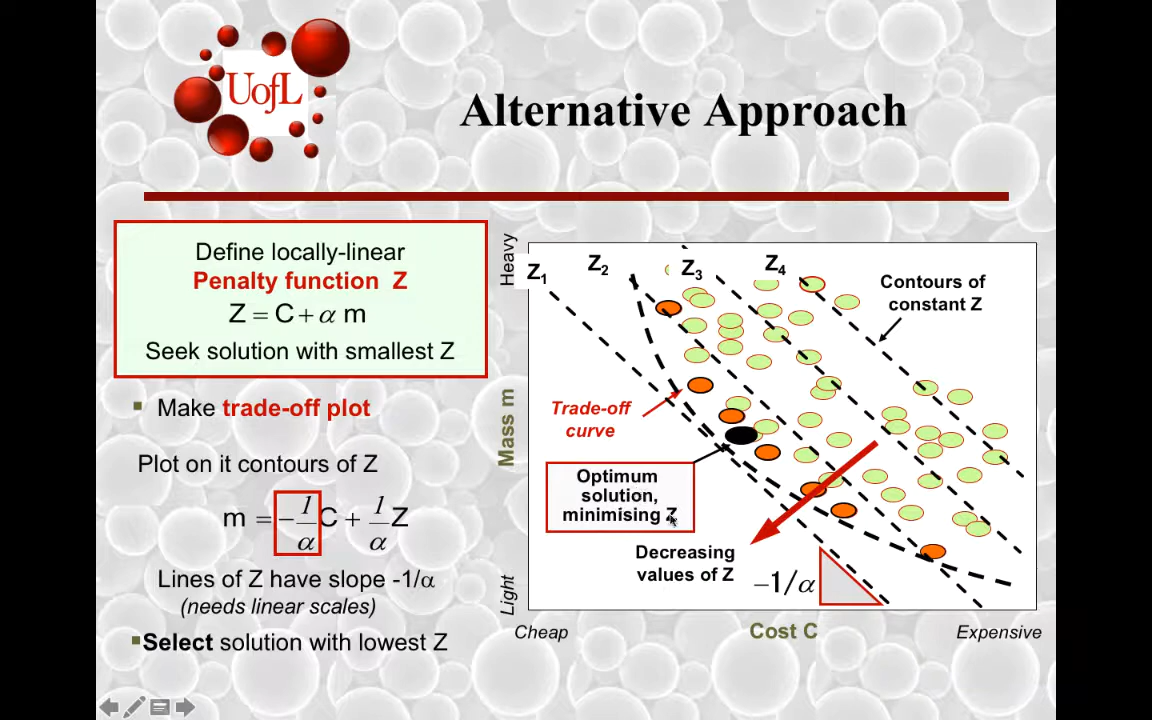 UofL
Alternative Approach
Define locally-linear
Penalty function Z
Z = C + α m
Seek solution with smallest Z
Make trade-off plot
Plot on it contours of Z
m = −1/α C + 1/α Z
Lines of Z have slope -1/α
(needs linear scales)
Select solution with lowest Z
Heavy
Mass m
Light
Z1
Z2
Z3
Z4
Contours of
constant Z
Trade-off
curve
Optimum
solution,
minimising Z
Decreasing
values of Z
−1/α
Cheap
Cost C
Expensive